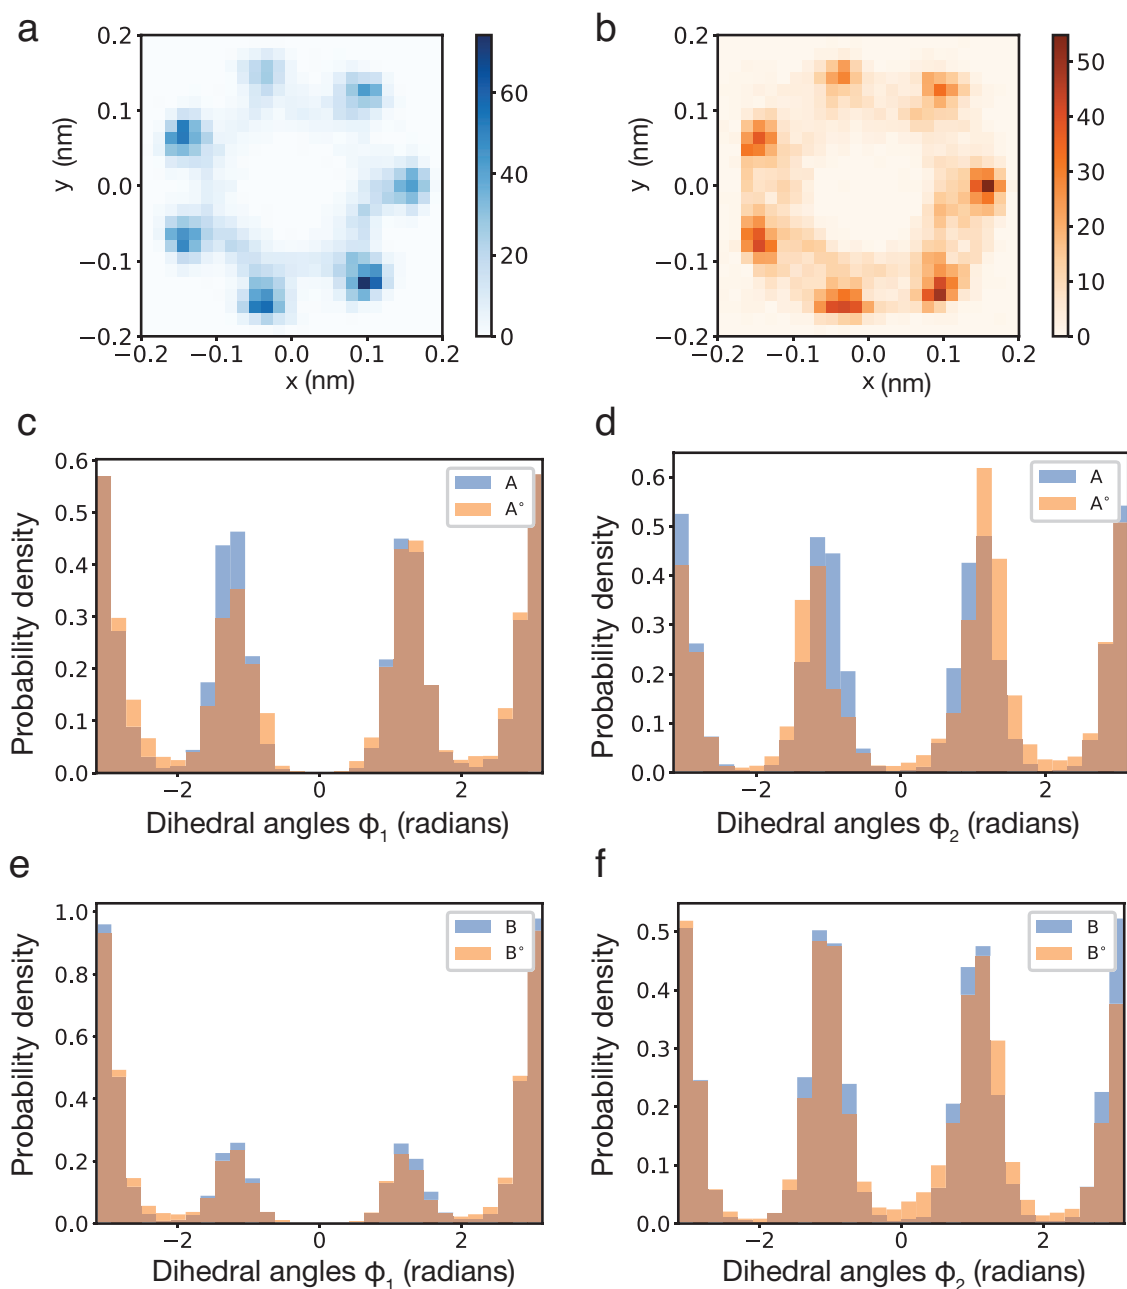 a
b
0.2
0.1
0.0
−0.1
−0.2
y (nm)
−0.2 −0.1 0.0 0.1 0.2
x (nm)
60
40
20
0
0.2
0.1
0.0
−0.1
−0.2
y (nm)
−0.2 −0.1 0.0 0.1 0.2
x (nm)
50
40
30
20
10
0
c
d
0.6
0.5
0.4
0.3
0.2
0.1
0.0
Probability density
A
A°
−2 0 2
Dihedral angles ϕ₁ (radians)
0.6
0.5
0.4
0.3
0.2
0.1
0.0
Probability density
A
A°
−2 0 2
Dihedral angles ϕ₂ (radians)
e
f
1.0
0.8
0.6
0.4
0.2
0.0
Probability density
B
B°
−2 0 2
Dihedral angles ϕ₁ (radians)
0.5
0.4
0.3
0.2
0.1
0.0
Probability density
B
B°
−2 0 2
Dihedral angles ϕ₂ (radians)